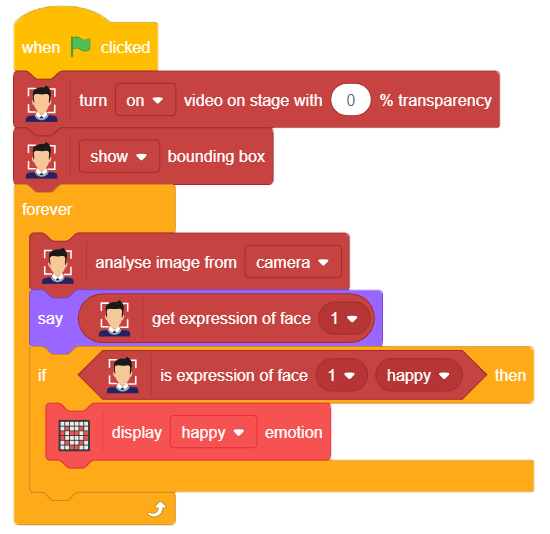 when clicked
turn on video on stage with 0 % transparency
show bounding box
forever
analyse image from camera
say get expression of face 1
if is expression of face 1 happy then
display happy emotion